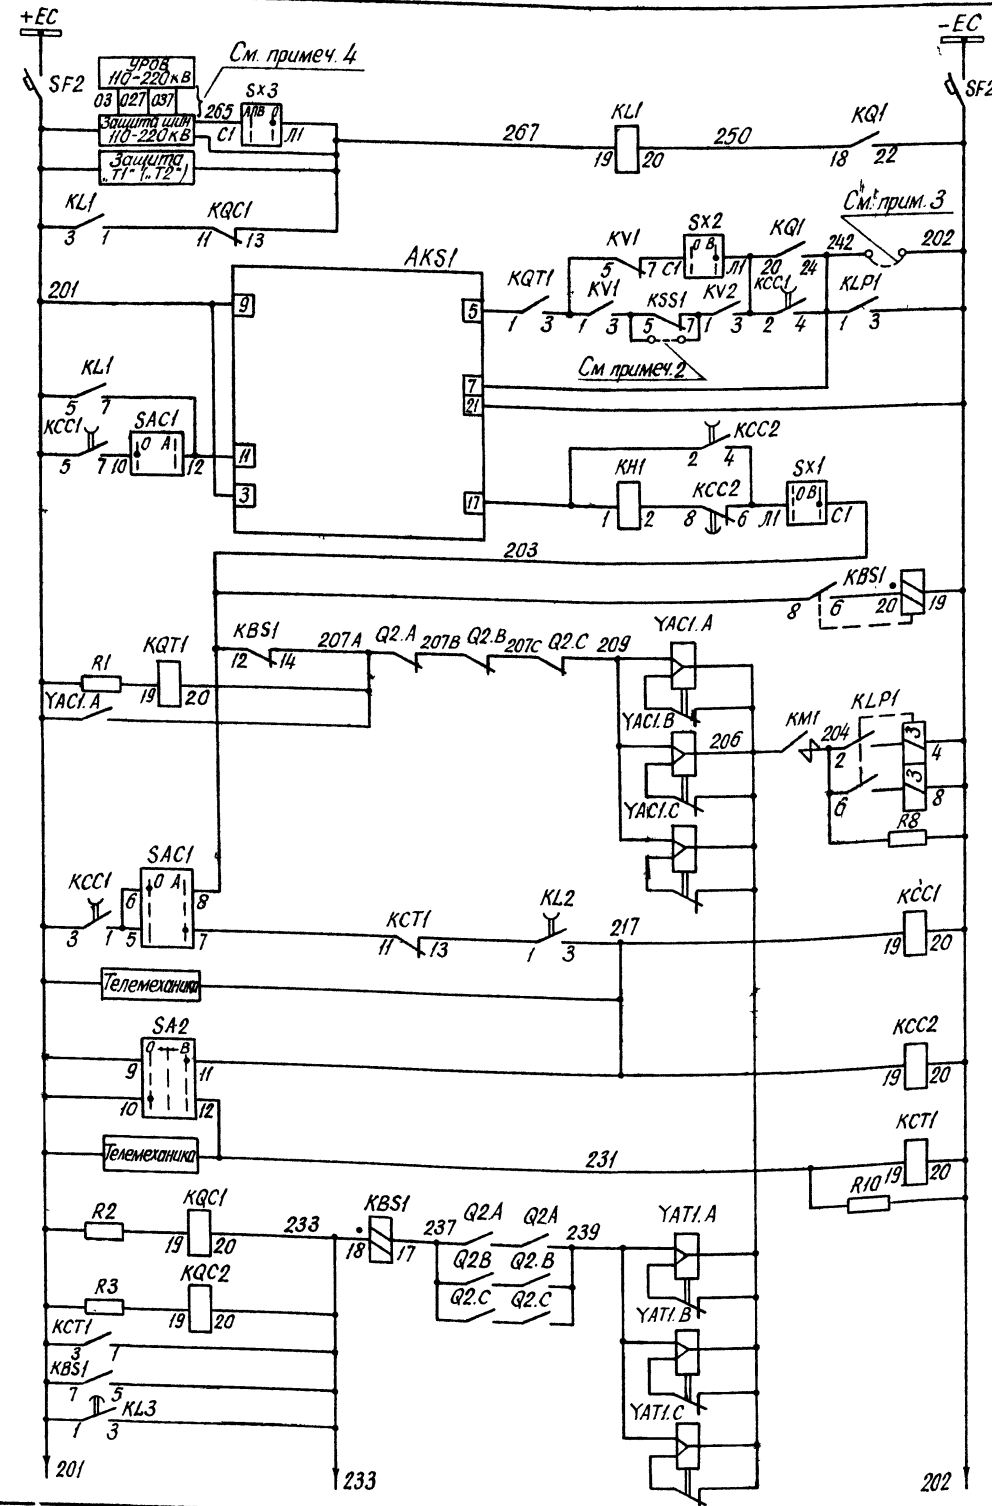 +ЕС
-ЕС
SF2
УРОВ
110-220кВ
См. примеч. 4
SF2
03 027 037
265
SX3
АПВ 0
С1
Л1
Защита шин
110-220кВ
267
KL1
19 20
250
KQ1
18 22
Защита
„Т1" („Т2")
KL1
3 1
KQC1
11 13
См. прим. 3
AKS1
KV1
5 7
С1
SX2
0 В
Л1
KQ1
20 24
242
202
201
9
5
KQT1
1 3
KV1
1 3
KSS1
5 7
KV2
1 3
KCC1
2 4
KLP1
1 3
См примеч. 2
7
21
KL1
5 7
KCC1
5 7
SAC1
0 А
10 12
11
3
17
KCC2
2 4
KH1
1 2
KCC2
8 6
Л1
SX1
0 В
С1
203
KBS1
8 6 20 19
KBS1
12 14
207А
Q2.А
207В
Q2.В
207С
Q2.С
209
YAC1.A
R1
KQT1
19 20
YAC1.A
YAC1.B
206
KM1
204
KLP1
2 3 4
6 3 8
YAC1.C
R8
KCC1
3 1
SAC1
0 А
6 8
5 7
KCT1
11 13
KL2
1 3
217
KCC1
19 20
Телемеханика
SA2
0 В
9 11
10 12
KCC2
19 20
Телемеханика
231
KCT1
19 20
R10
R2
KQC1
19 20
233
KBS1
18 17
237
Q2A
Q2A
239
YAT1.A
Q2B
Q2.B
R3
KQC2
19 20
Q2.C
Q2.C
YAT1.B
KCT1
3 1
KBS1
7 5
KL3
1 3
YAT1.C
201
233
202